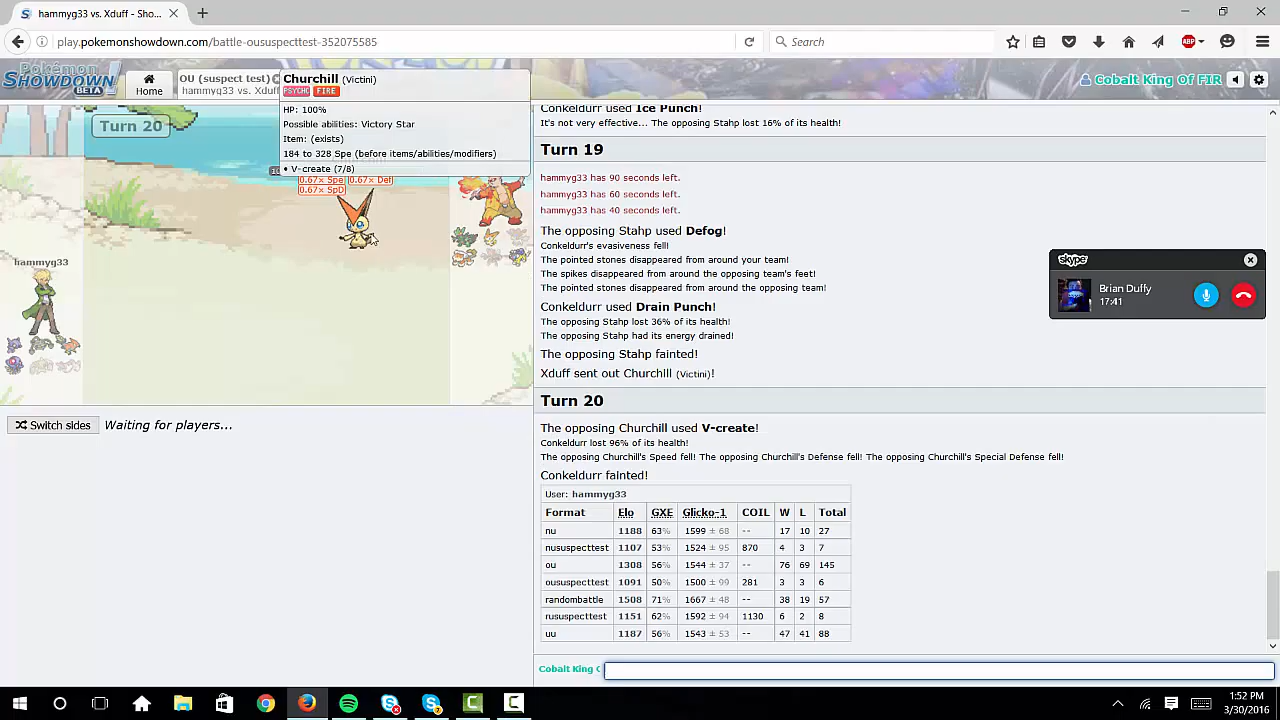 hammyg33 vs. Xduff - Sho...
play.pokemonshowdown.com/battle-oususpecttest-352075585
Search
ABP
Pokémon
SHOWDOWN
BETA
Home
OU (suspect test)
hammyg33 vs. Xduff
Cobalt King Of FIR
Churchill (Victini)
PSYCHC FIRE
HP: 100%
Possible abilities: Victory Star
Item: (exists)
184 to 328 Spe (before items/abilities/modifiers)
• V-create (7/8)
Turn 20
0.67× Spe 0.67× Def
0.67× SpD
hammyg33
Switch sides
Waiting for players...
Conkeldurr used Ice Punch!
It's not very effective... The opposing Stahp lost 16% of its health!
Turn 19
hammyg33 has 90 seconds left.
hammyg33 has 60 seconds left.
hammyg33 has 40 seconds left.
The opposing Stahp used Defog!
Conkeldurr's evasiveness fell!
The pointed stones disappeared from around your team!
The spikes disappeared from around the opposing team's feet!
The pointed stones disappeared from around the opposing team!
Conkeldurr used Drain Punch!
The opposing Stahp lost 36% of its health!
The opposing Stahp had its energy drained!
The opposing Stahp fainted!
Xduff sent out Churchill (Victini)!
Turn 20
The opposing Churchill used V-create!
Conkeldurr lost 96% of its health!
The opposing Churchill's Speed fell! The opposing Churchill's Defense fell! The opposing Churchill's Special Defense fell!
Conkeldurr fainted!
User: hammyg33
Format Elo GXE Glicko-1 COIL W L Total
nu 1188 63% 1599 ± 68 -- 17 10 27
nususpecttest 1107 53% 1524 ± 95 870 4 3 7
ou 1308 56% 1544 ± 37 -- 76 69 145
oususpecttest 1091 50% 1500 ± 99 281 3 3 6
randombattle 1508 71% 1667 ± 48 -- 38 19 57
rususpecttest 1151 62% 1592 ± 94 1130 6 2 8
uu 1187 56% 1543 ± 53 -- 47 41 88
Cobalt King C
skype
Brian Duffy
17:41
1:52 PM
3/30/2016